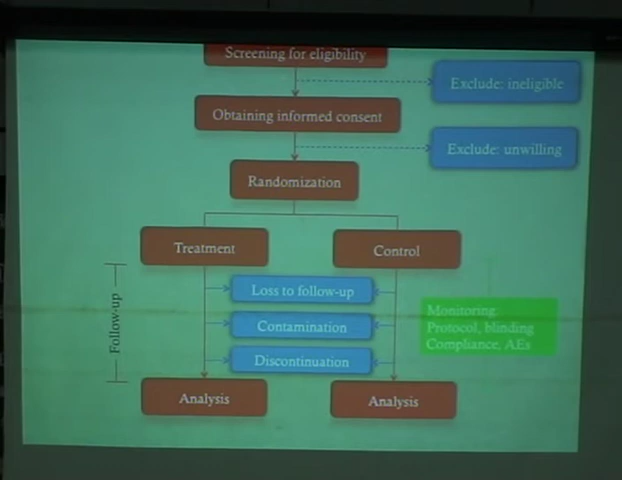 Screening for eligibility
Exclude: ineligible
Obtaining informed consent
Exclude: unwilling
Randomization
Treatment
Control
Follow-up
Loss to follow-up
Contamination
Discontinuation
Monitoring:
Protocol, blinding
Compliance, AEs
Analysis
Analysis